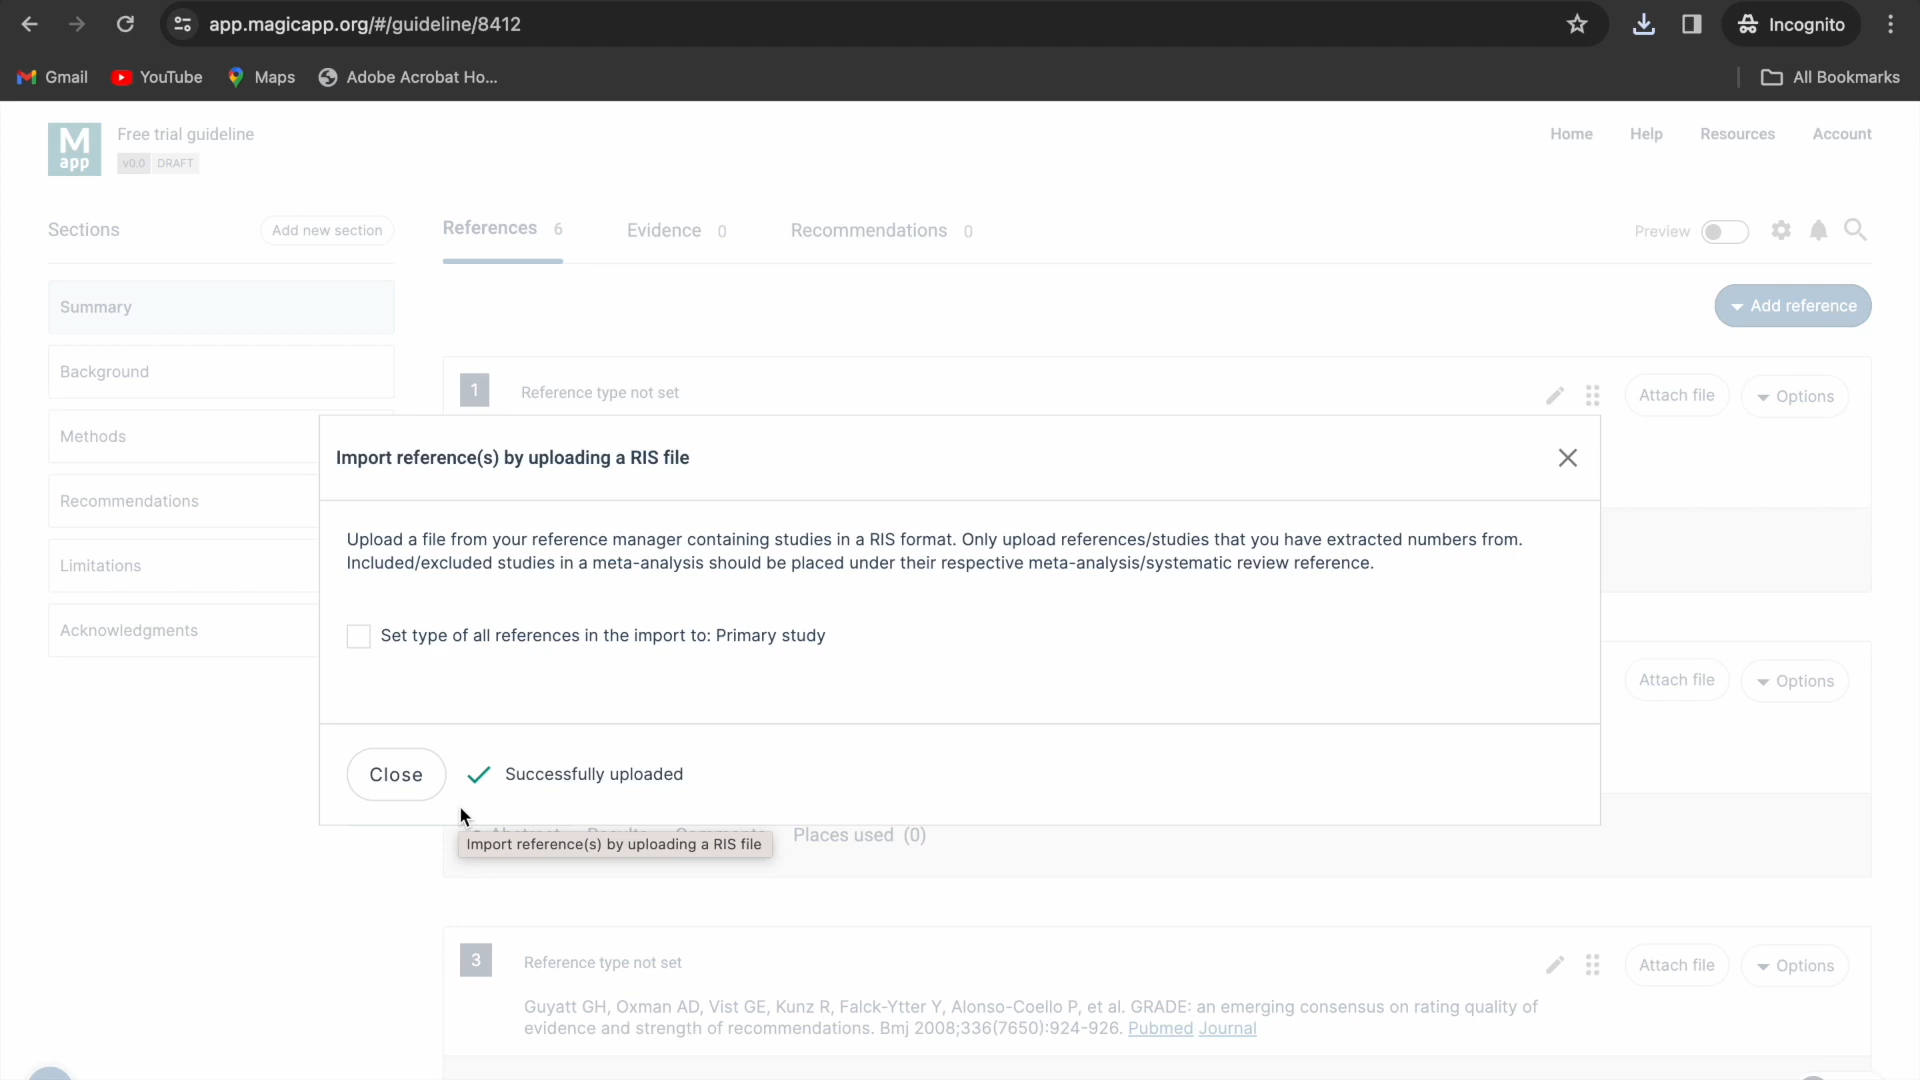 app.magicapp.org/#/guideline/8412
Incognito
Gmail
YouTube
Maps
Adobe Acrobat Ho...
All Bookmarks
M
app
Free trial guideline
v0.0 DRAFT
Home
Help
Resources
Account
Sections
Add new section
References 6
Evidence 0
Recommendations 0
Preview
Summary
Add reference
Background
1
Reference type not set
Attach file
Options
Methods
Import reference(s) by uploading a RIS file
Recommendations
Upload a file from your reference manager containing studies in a RIS format. Only upload references/studies that you have extracted numbers from.
Included/excluded studies in a meta-analysis should be placed under their respective meta-analysis/systematic review reference.
Limitations
Acknowledgments
Set type of all references in the import to: Primary study
Attach file
Options
Close
Successfully uploaded
Places used (0)
Import reference(s) by uploading a RIS file
3
Reference type not set
Attach file
Options
Guyatt GH, Oxman AD, Vist GE, Kunz R, Falck-Ytter Y, Alonso-Coello P, et al. GRADE: an emerging consensus on rating quality of
evidence and strength of recommendations. Bmj 2008;336(7650):924-926. Pubmed Journal